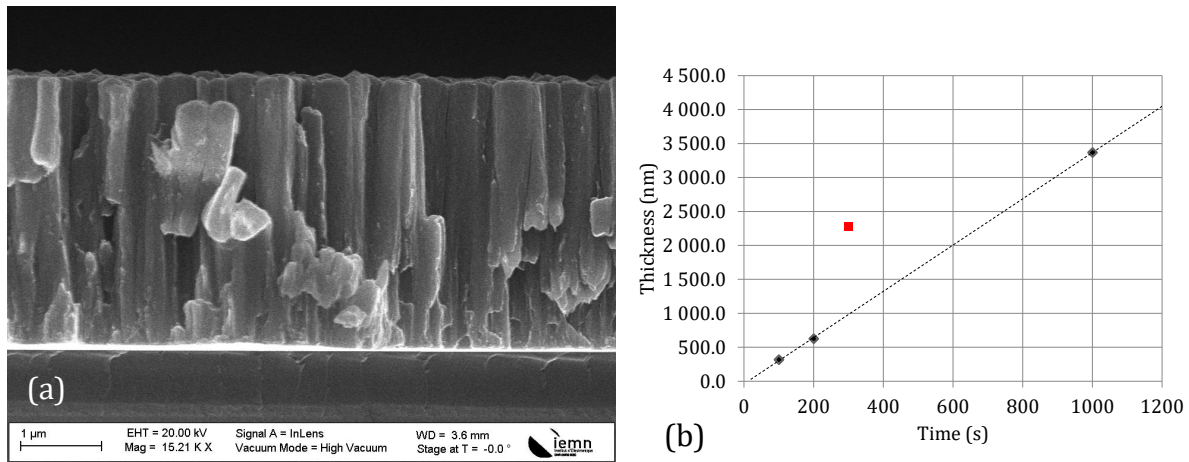 (a)
1 µm
EHT = 20.00 kV
Mag = 15.21 K X
Signal A = InLens
Vacuum Mode = High Vacuum
WD = 3.6 mm
Stage at T = -0.0 °
iemn
4 500.0
4 000.0
3 500.0
3 000.0
2 500.0
2 000.0
1 500.0
1 000.0
500.0
0.0
Thickness (nm)
0 200 400 600 800 1000 1200
Time (s)
(b)